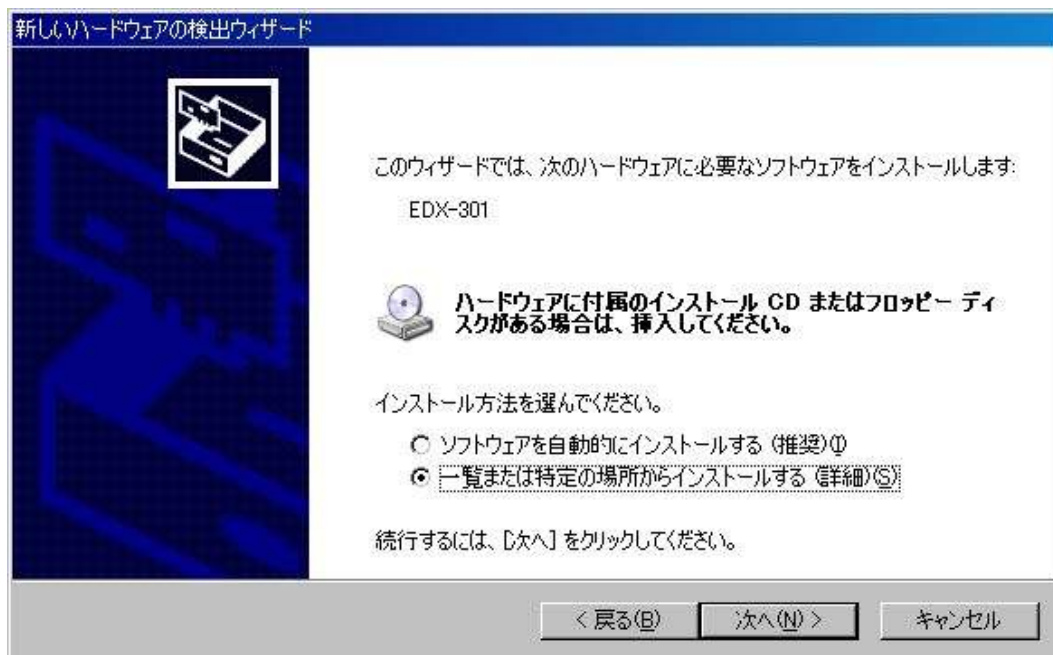 新しいハードウェアの検出ウィザード
このウィザードでは、次のハードウェアに必要なソフトウェアをインストールします:
EDX-301
ハードウェアに付属のインストール CD またはフロッピー ディ
スクがある場合は、挿入してください。
インストール方法を選んでください。
ソフトウェアを自動的にインストールする (推奨)(I)
一覧または特定の場所からインストールする (詳細)(S)
続行するには、[次へ] をクリックしてください。
< 戻る(B) 次へ(N) > キャンセル